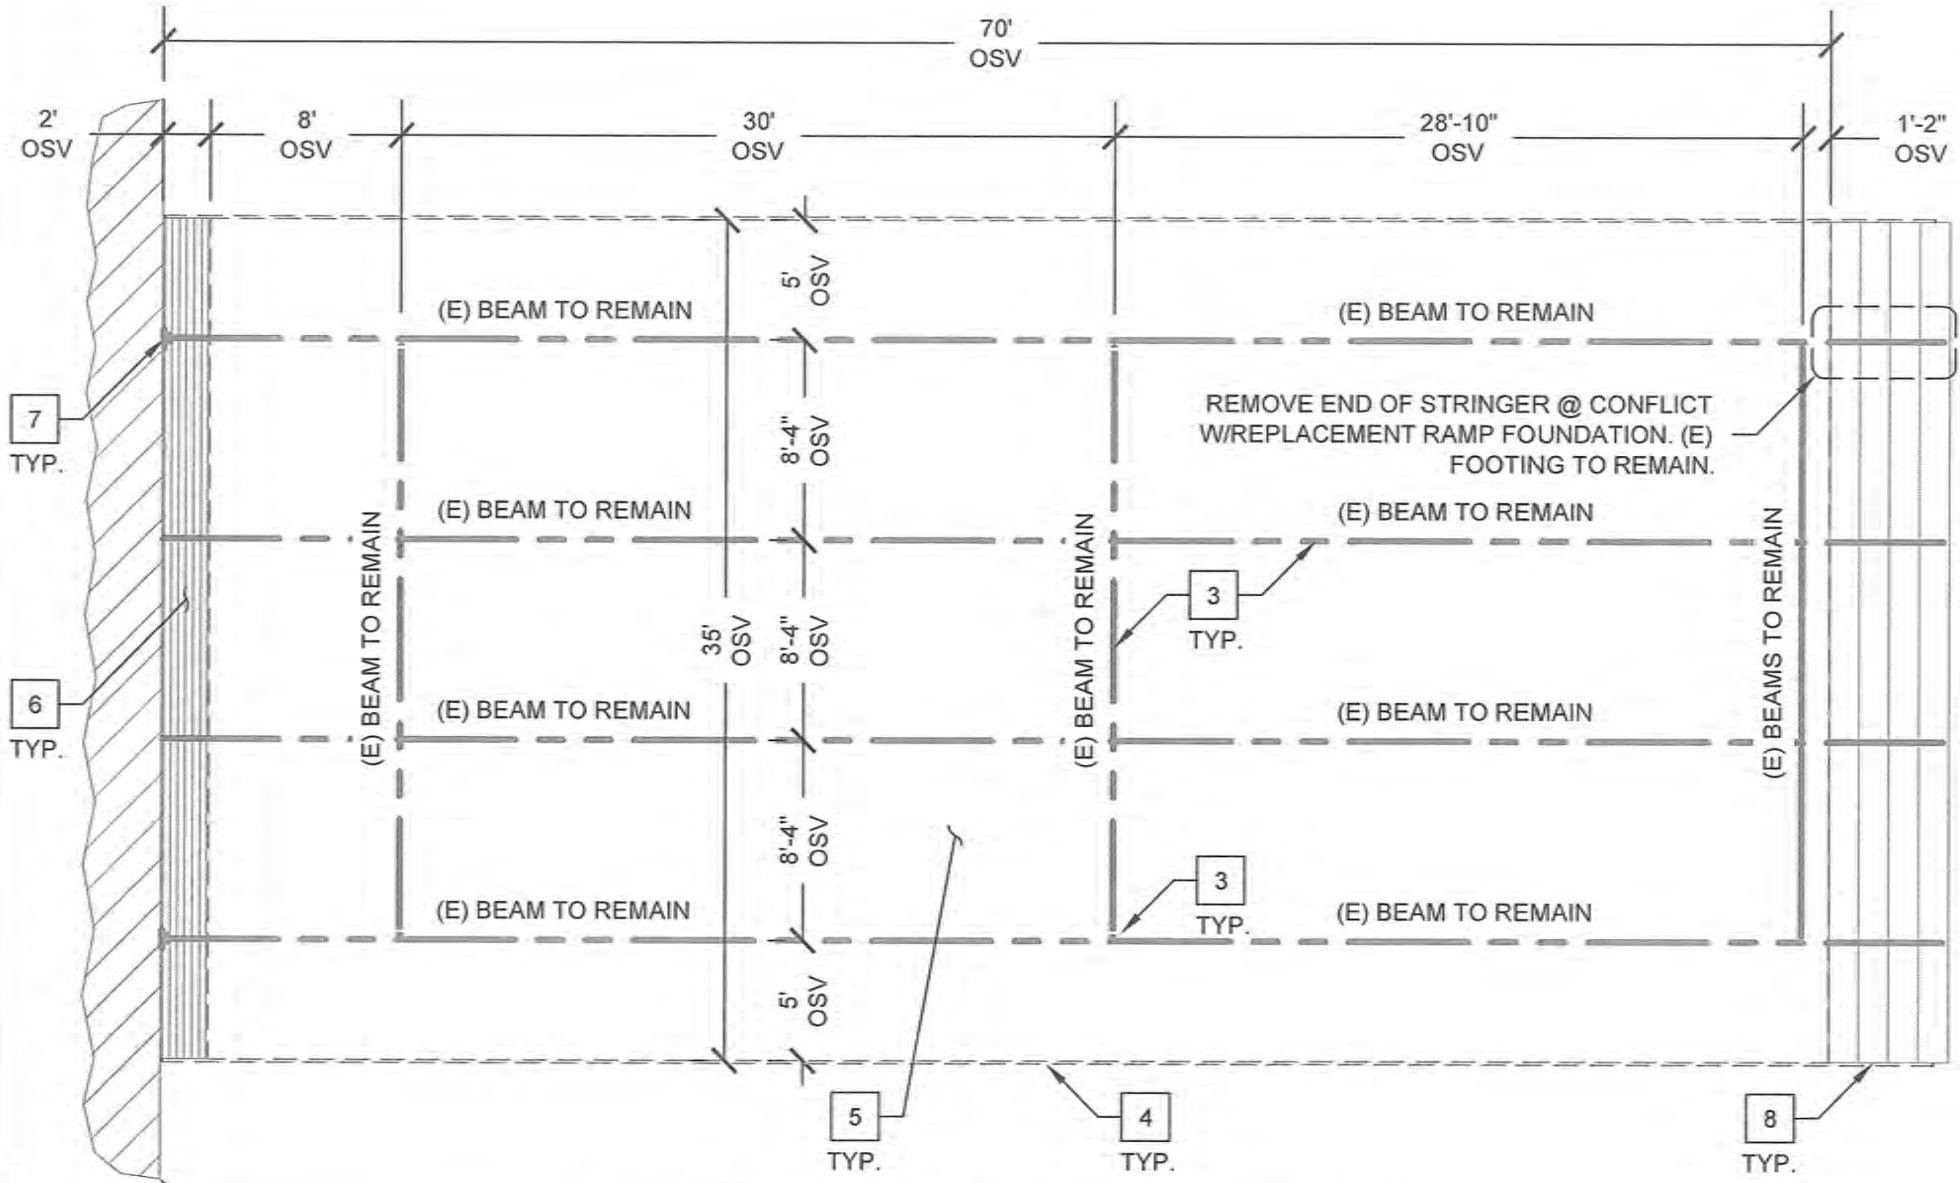 70'
OSV
2'
OSV
8'
OSV
30'
OSV
28'-10"
OSV
1'-2"
OSV
5'
OSV
(E) BEAM TO REMAIN
(E) BEAM TO REMAIN
7
TYP.
8'-4"
OSV
REMOVE END OF STRINGER @ CONFLICT
W/REPLACEMENT RAMP FOUNDATION. (E)
FOOTING TO REMAIN.
(E) BEAM TO REMAIN
(E) BEAM TO REMAIN
(E) BEAM TO REMAIN
(E) BEAM TO REMAIN
(E) BEAMS TO REMAIN
3
TYP.
35'
OSV
8'-4"
OSV
6
TYP.
(E) BEAM TO REMAIN
(E) BEAM TO REMAIN
8'-4"
OSV
3
TYP.
(E) BEAM TO REMAIN
(E) BEAM TO REMAIN
5'
OSV
5
TYP.
4
TYP.
8
TYP.